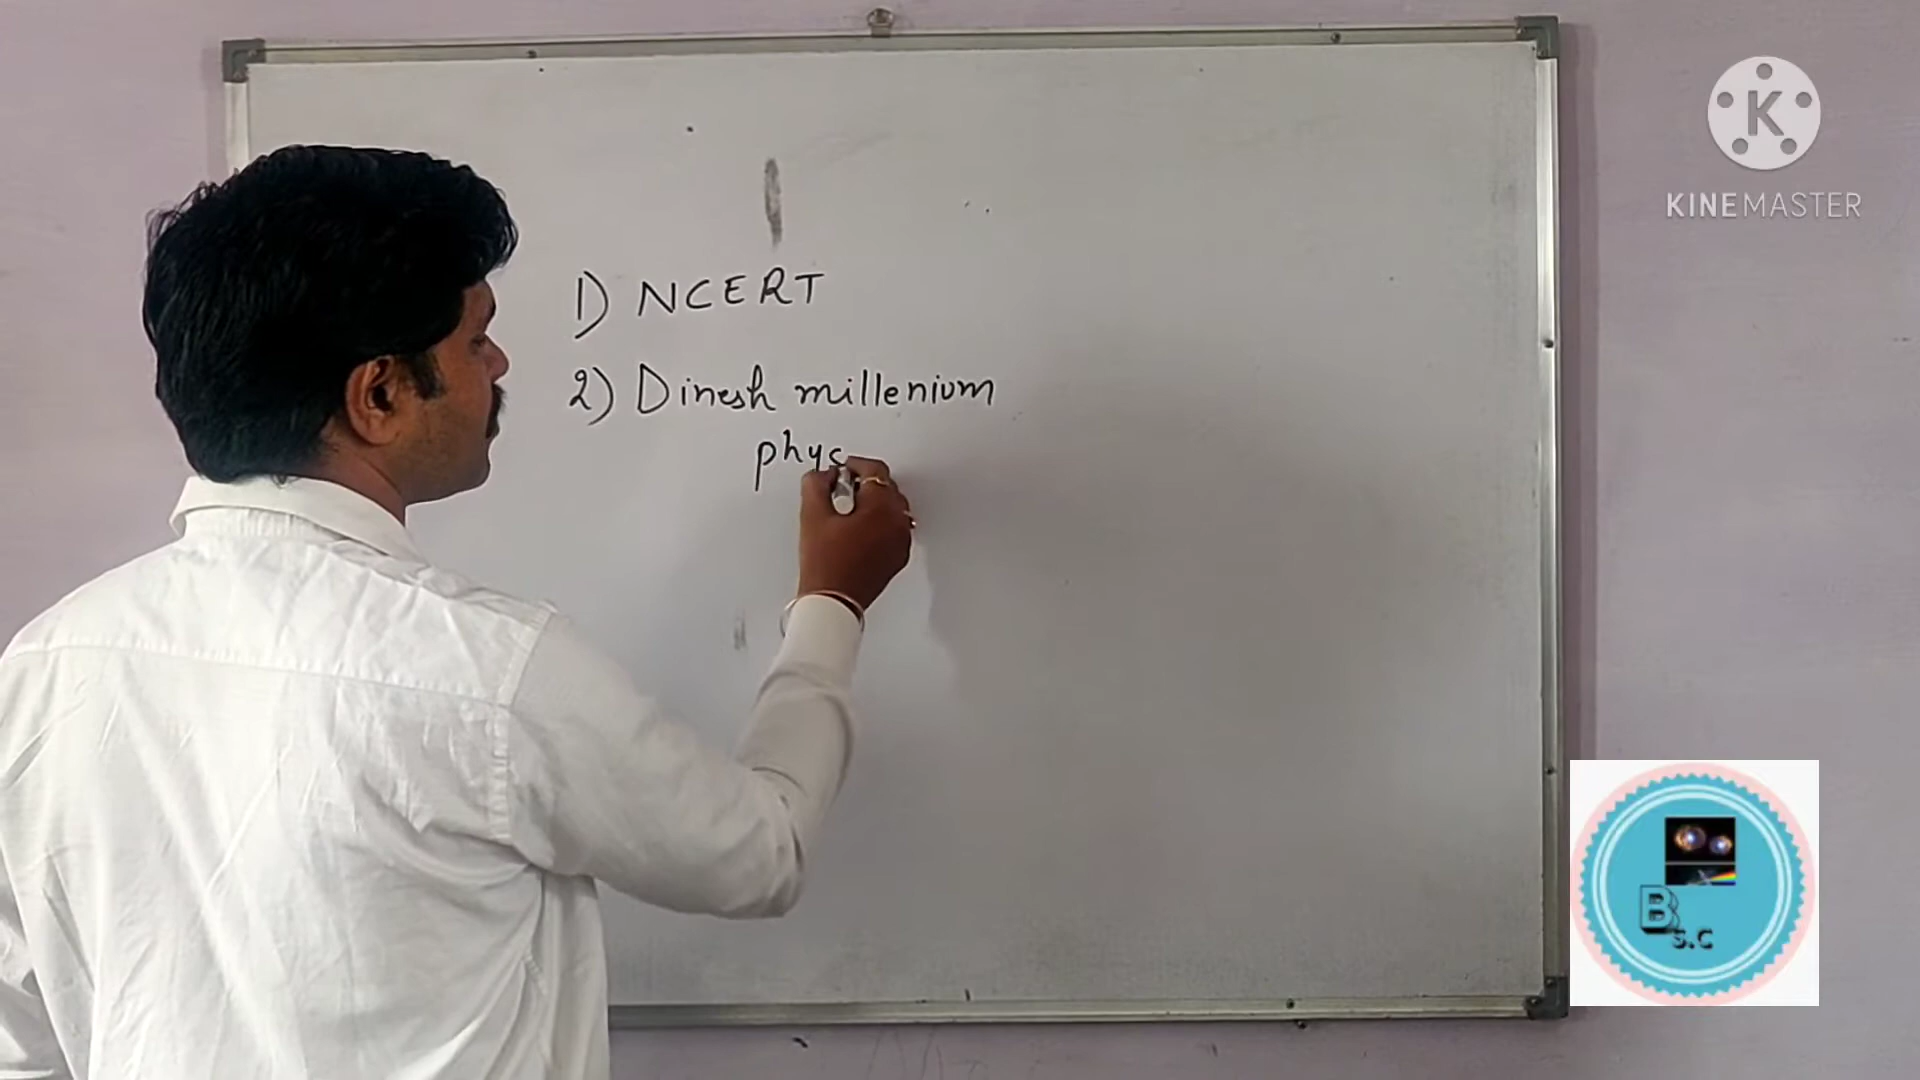 1) NCERT
2) Dinesh millenium
phys
KINEMASTER
B
s.c